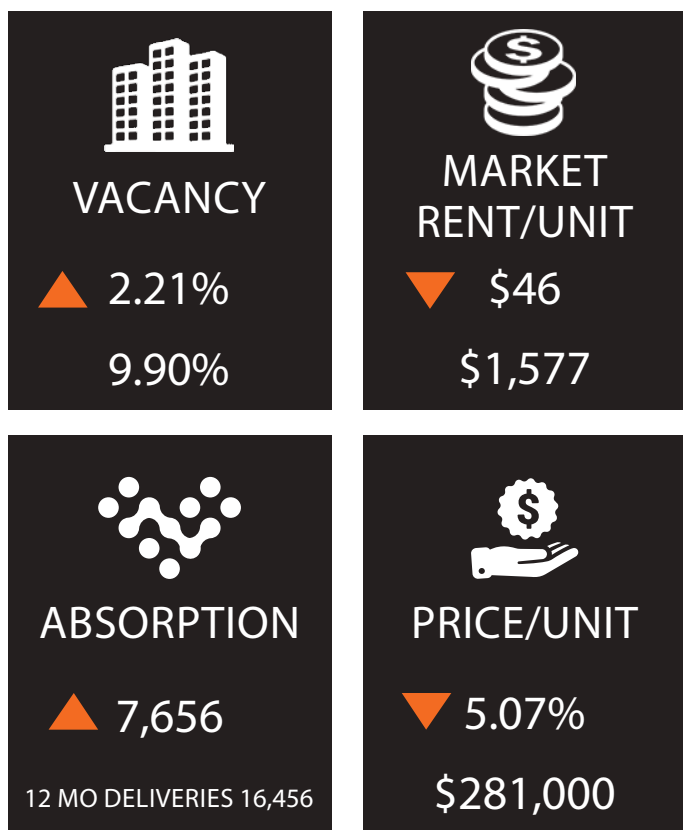 VACANCY
2.21%
9.90%
$
MARKET
RENT/UNIT
$46
$1,577
ABSORPTION
7,656
12 MO DELIVERIES 16,456
$
PRICE/UNIT
5.07%
$281,000